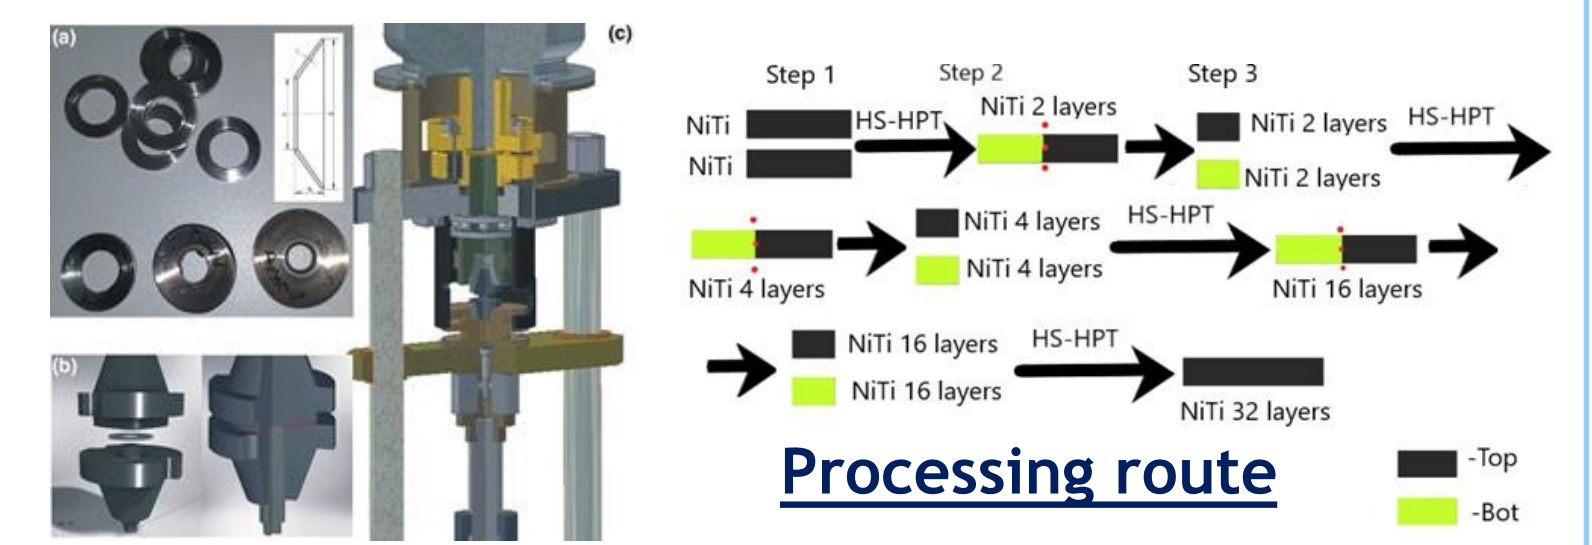 (a)
(b)
(c)
Step 1
Step 2
Step 3
NiTi
NiTi
HS-HPT
NiTi 2 layers
NiTi 2 layers
NiTi 2 layers
HS-HPT
NiTi 4 layers
NiTi 4 layers
NiTi 4 layers
HS-HPT
NiTi 16 layers
NiTi 16 layers
NiTi 16 layers
HS-HPT
NiTi 32 layers
Processing route
-Top
-Bot